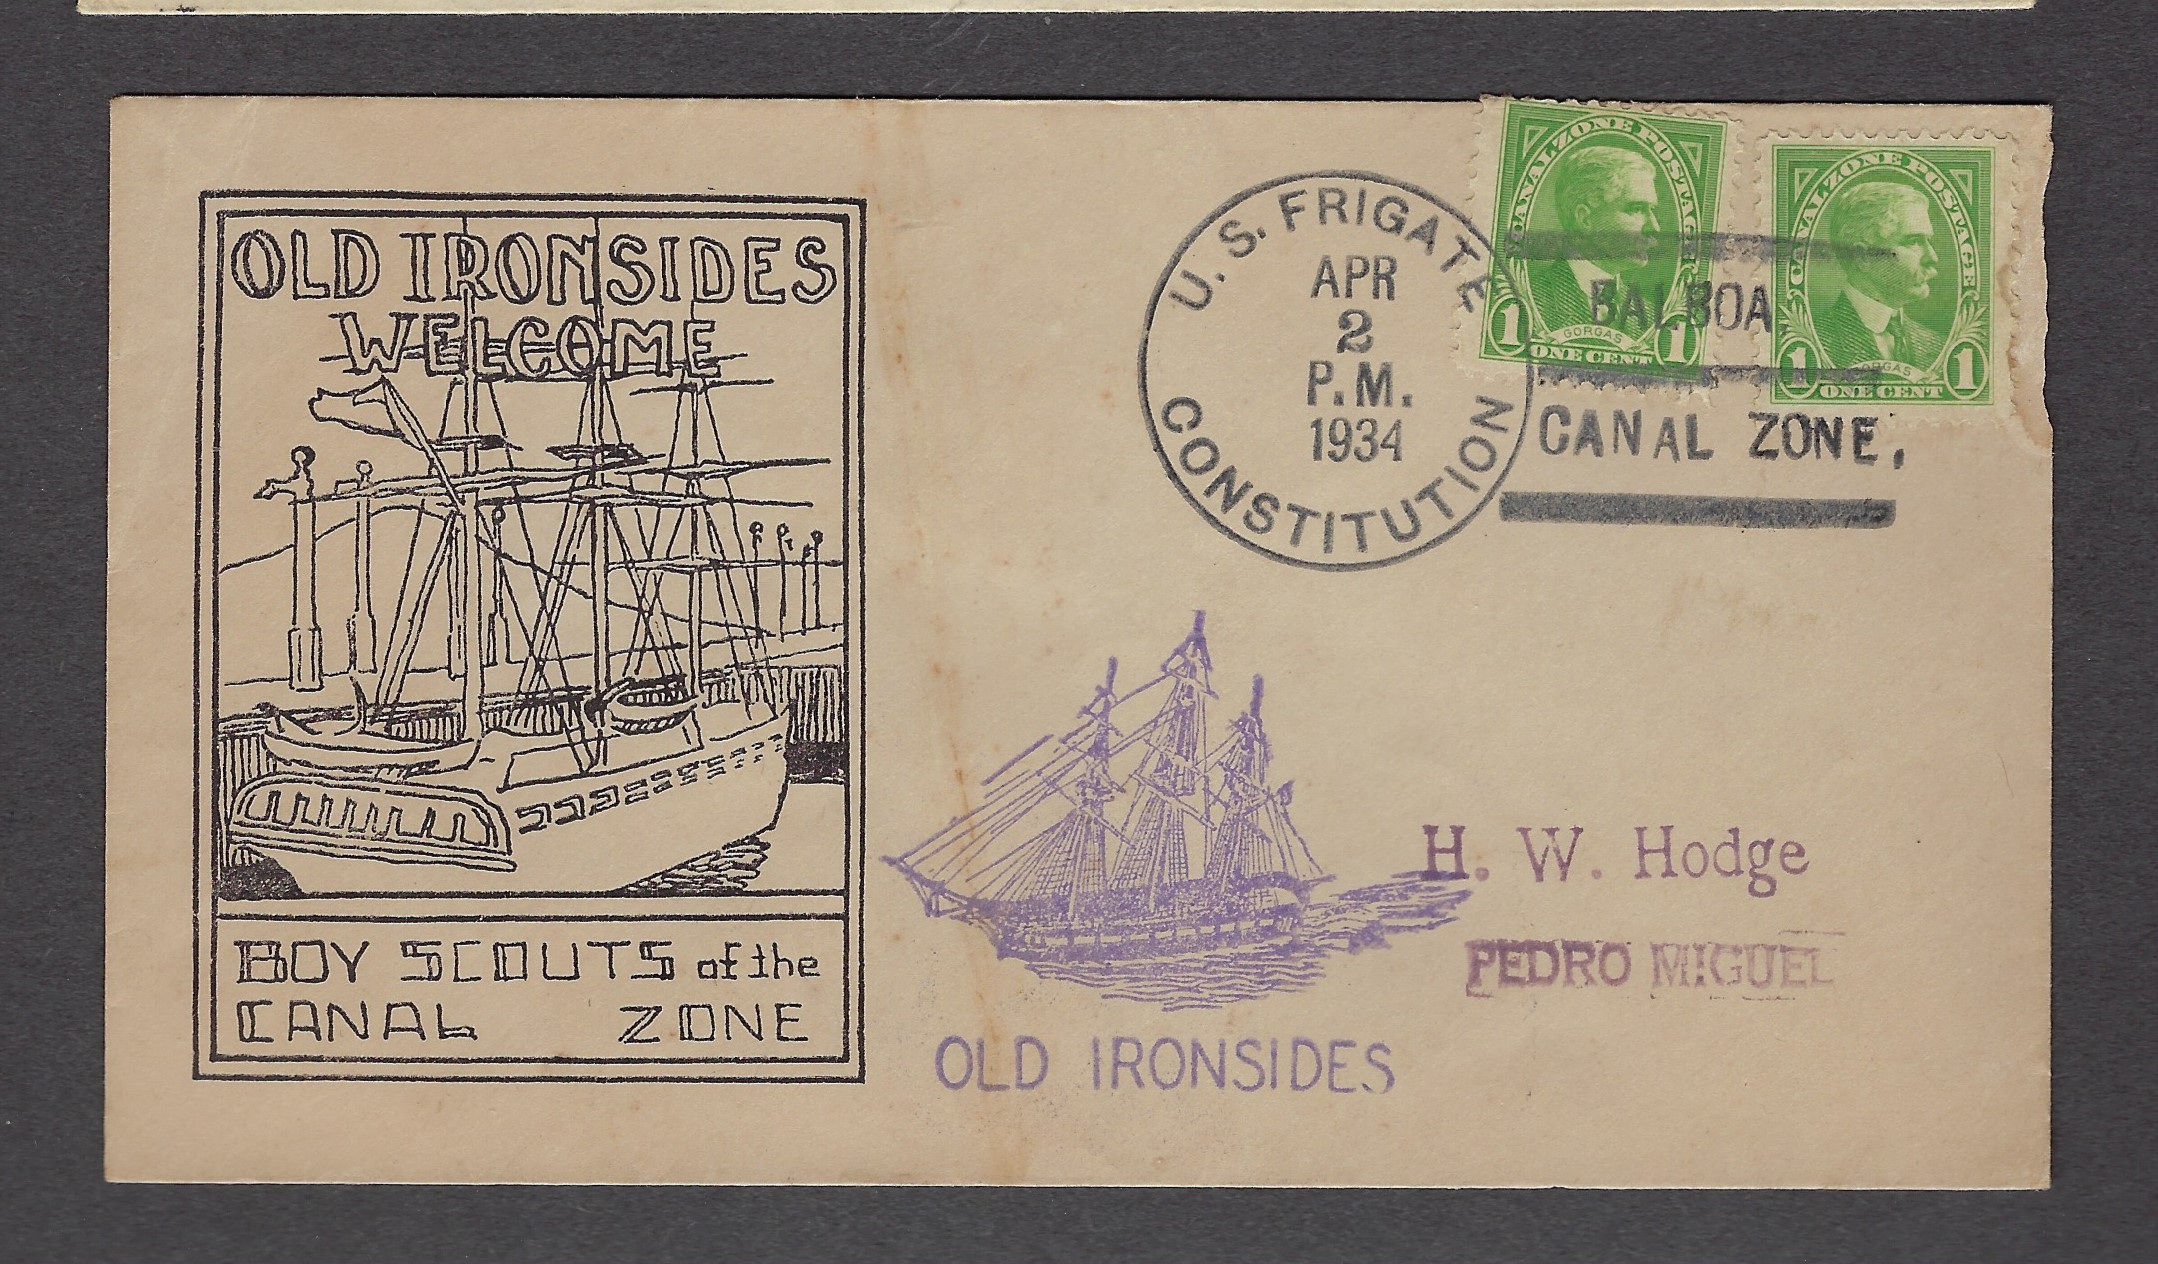 OLD IRONSIDES
WELCOME
BOY SCOUTS of the
CANAL ZONE
U.S. FRIGATE
APR
2
P.M.
1934
CONSTITUTION
BALBOA,
CANAL ZONE,
CANAL ZONE POSTAGE
GORGAS
1 1
ONE CENT
CANAL ZONE POSTAGE
GORGAS
1 1
ONE CENT
OLD IRONSIDES
H. W. Hodge
PEDRO MIGUEL